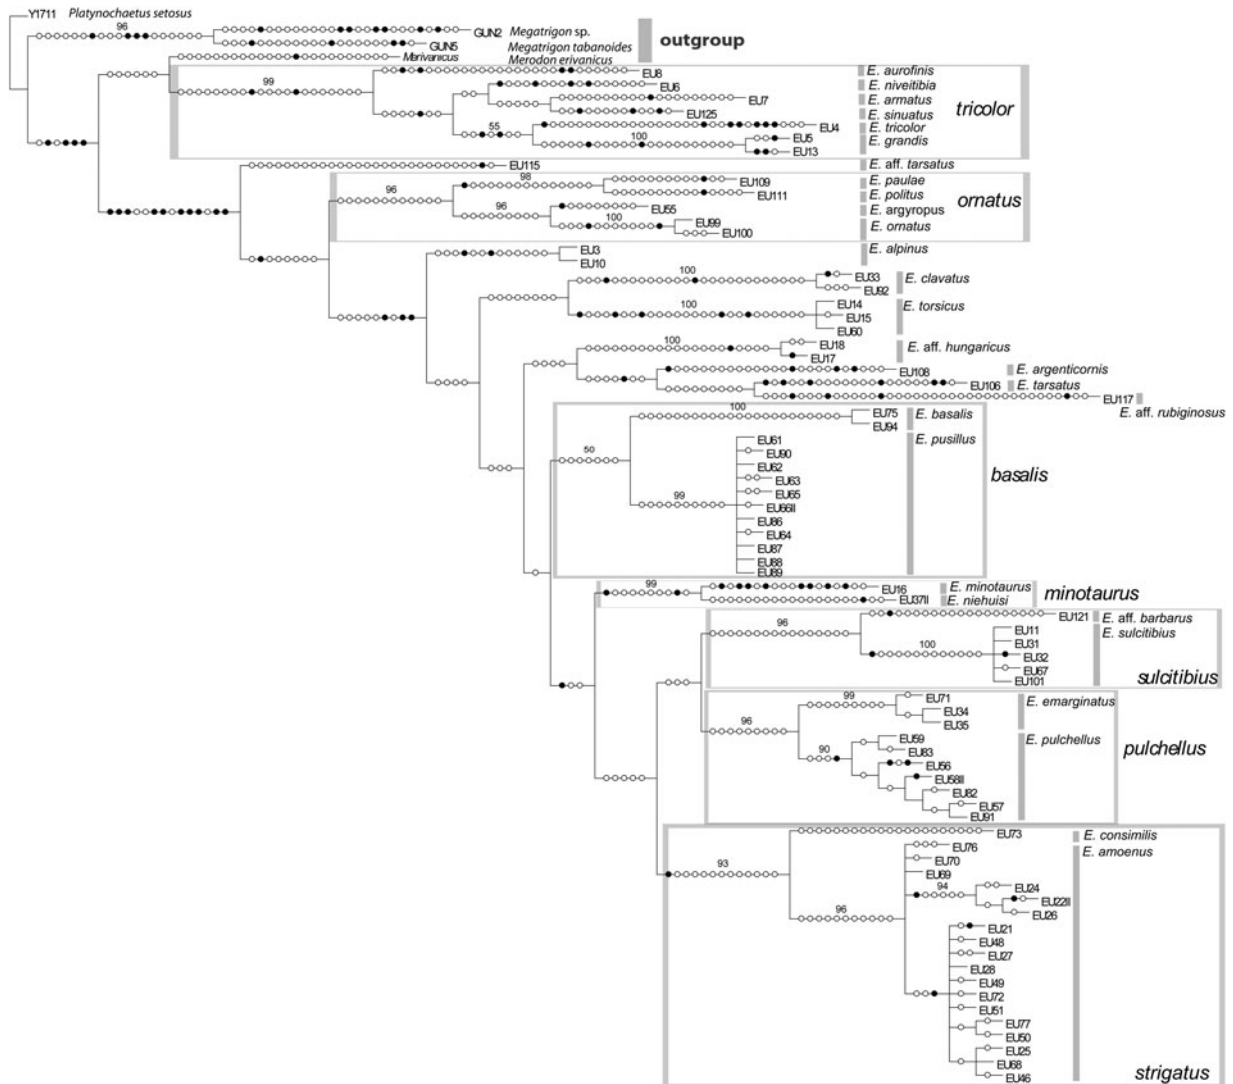 Y1711 Platynochaetus setosus
96
GUN2 Megatrigon sp.
outgroup
GUN5 Megatrigon tabanoides
Merivanicus Merodon erivanicus
EU8 E. aurofinis
99
EU6 E. niveitibia
EU7 E. armatus
tricolor
EU125 E. sinuatus
55
EU4 E. tricolor
100
EU5 E. grandis
EU13
EU115 E. aff. tarsatus
98
EU109 E. paulae
96
EU111 E. politus
ornatus
96
EU55 E. argyropus
100
EU99 E. ornatus
EU100
EU3 E. alpinus
EU10
100
EU33 E. clavatus
EU92
100
EU14 E. torsicus
EU15
EU60
100
EU18 E. aff. hungaricus
EU17
EU108 E. argenticornis
EU106 E. tarsatus
EU117
E. aff. rubiginosus
100
EU75 E. basalis
EU94
50
EU61 E. pusillus
EU90
EU62
basalis
EU63
99
EU65
EU66II
EU86
EU64
EU87
EU88
EU89
99
EU16 E. minotaurus
minotaurus
EU37II E. niehuisi
96
EU121 E. aff. barbarus
EU11 E. sulcitibius
EU31
100
EU32
EU67
EU101
sulcitibius
99
EU71 E. emarginatus
EU34
96
EU35
EU59 E. pulchellus
pulchellus
90
EU83
EU56
EU58II
EU82
EU57
EU91
EU73 E. consimilis
EU76 E. amoenus
93
EU70
EU69
94
EU24
EU22II
96
EU26
EU21
EU48
EU27
EU28
EU49
EU72
EU51
EU77
EU50
EU25
EU68
EU46
strigatus